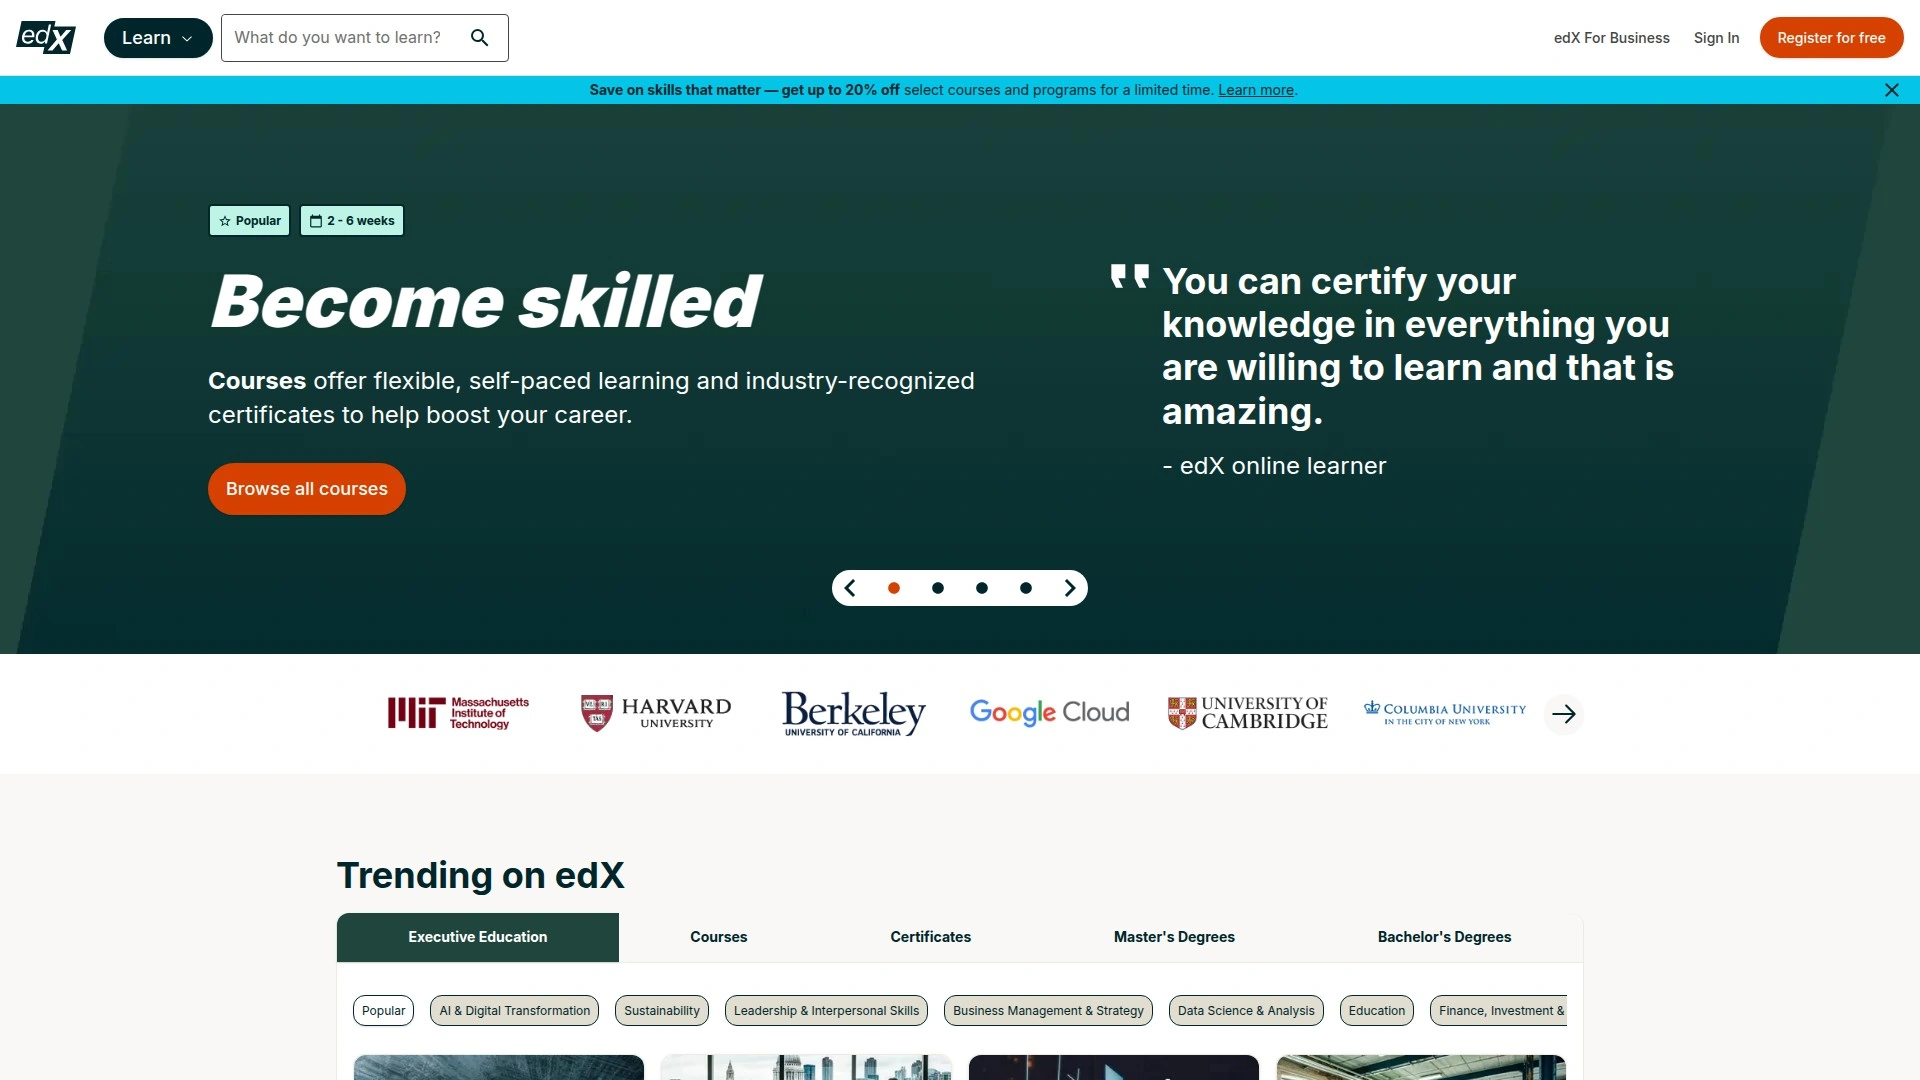 edX
Learn
What do you want to learn?
edX For Business
Sign In
Register for free
Save on skills that matter — get up to 20% off select courses and programs for a limited time. Learn more.
Popular
2 - 6 weeks
Become skilled
Courses offer flexible, self-paced learning and industry-recognized
certificates to help boost your career.
Browse all courses
" You can certify your
knowledge in everything you
are willing to learn and that is
amazing.
- edX online learner
MIT
Massachusetts
Institute of
Technology
HARVARD
UNIVERSITY
Berkeley
UNIVERSITY OF CALIFORNIA
Google Cloud
UNIVERSITY OF
CAMBRIDGE
COLUMBIA UNIVERSITY
IN THE CITY OF NEW YORK
Trending on edX
Executive Education
Courses
Certificates
Master's Degrees
Bachelor's Degrees
Popular
AI & Digital Transformation
Sustainability
Leadership & Interpersonal Skills
Business Management & Strategy
Data Science & Analysis
Education
Finance, Investment &